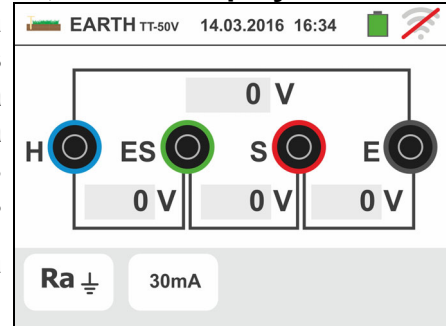 EARTH TT-50V 14.03.2016 16:34
0 V
H ES S E
0 V 0 V 0 V
Ra 30mA